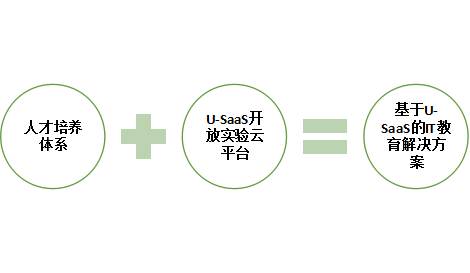 人才培养
体系
U-SaaS开
放实验云
平台
基于U-
SaaS的IT教
育解决方
案